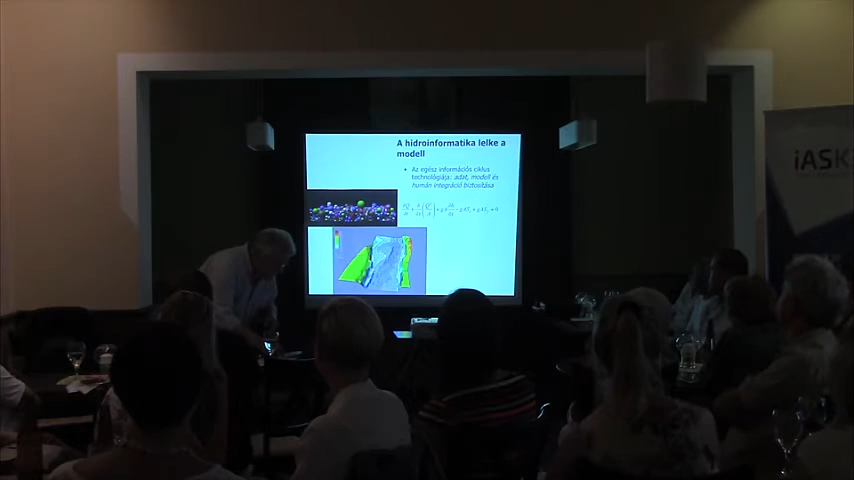 A hidroinformatika lelke a
modell
• Az egész információs ciklus
technológiája: adat, modell és
humán integráció biztosítása
iASK